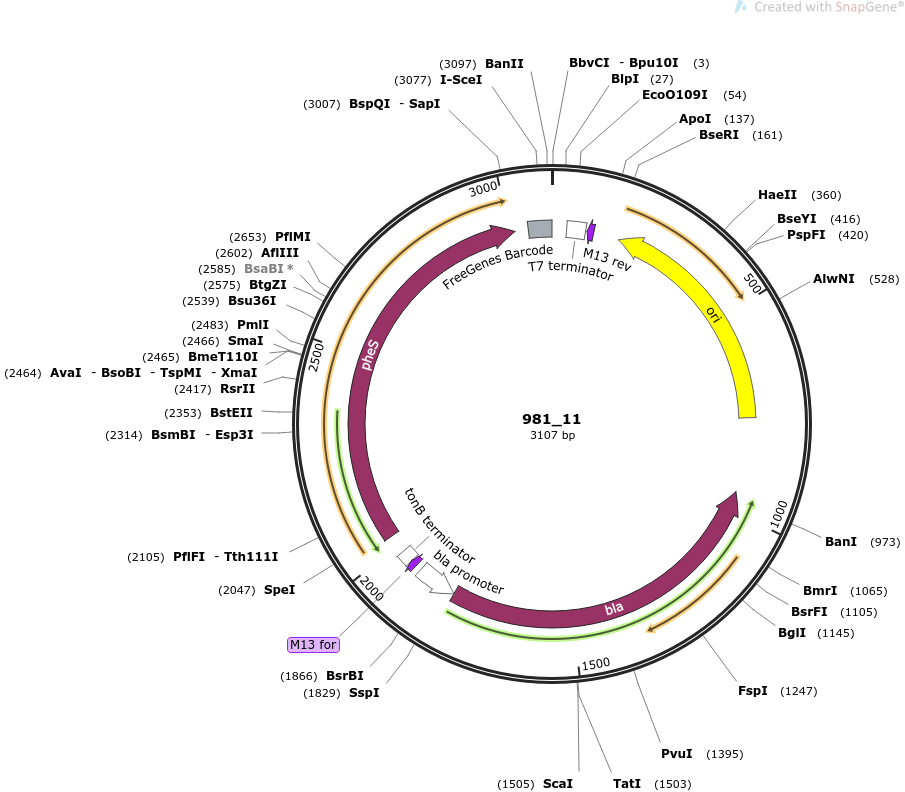 Created with SnapGene®
(3097) BanII
BbvCI - Bpu10I (3)
(3077) I-SceI
BlpI (27)
(3007) BspQI - SapI
EcoO109I (54)
ApoI (137)
BseRI (161)
3000
HaeII (360)
BseYI (416)
PspFI (420)
(2653) PflMI
(2602) AflIII
(2585) BsaBI *
(2575) BtgZI
(2539) Bsu36I
FreeGenes Barcode
T7 terminator
M13 rev
500
AlwNI (528)
ori
(2483) PmlI
(2466) SmaI
(2465) BmeT110I
(2464) AvaI - BsoBI - TspMI - XmaI
(2417) RsrII
2500
pheS
(2353) BstEII
(2314) BsmBI - Esp3I
981_11
3107 bp
tonB terminator
bla promoter
1000
BanI (973)
(2105) PflFI - Tth111I
(2047) SpeI
2000
bla
BmrI (1065)
BsrFI (1105)
BglI (1145)
M13 for
(1866) BsrBI
(1829) SspI
1500
FspI (1247)
PvuI (1395)
(1505) ScaI
TatI (1503)